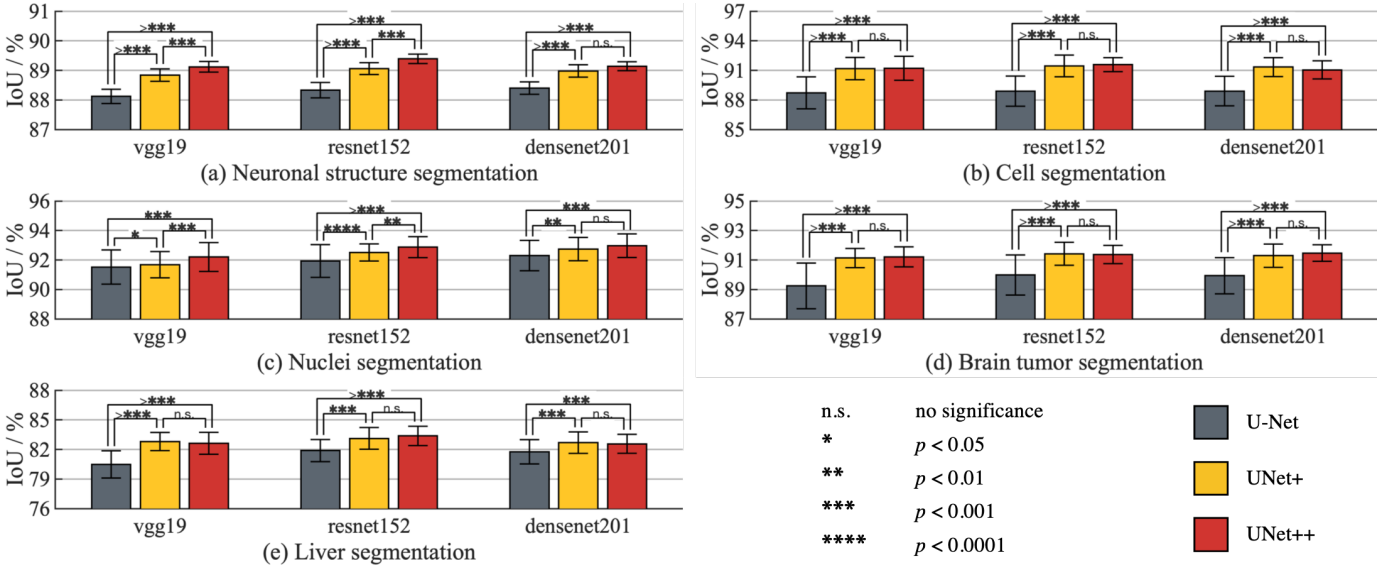 91
90
89
88
87
IoU / %
>***
>***
***
>***
>***
***
>***
>***
n.s.
vgg19
resnet152
densenet201
(a) Neuronal structure segmentation
97
94
91
88
85
IoU / %
>***
>***
n.s.
>***
>***
n.s.
>***
>***
n.s.
vgg19
resnet152
densenet201
(b) Cell segmentation
96
94
92
90
88
IoU / %
***
*
***
>***
****
**
***
**
n.s.
vgg19
resnet152
densenet201
(c) Nuclei segmentation
95
93
91
89
87
IoU / %
>***
>***
n.s.
>***
>***
n.s.
>***
>***
n.s.
vgg19
resnet152
densenet201
(d) Brain tumor segmentation
88
85
82
79
76
IoU / %
>***
>***
n.s.
>***
***
n.s.
***
***
n.s.
vgg19
resnet152
densenet201
(e) Liver segmentation
n.s. no significance
* p < 0.05
** p < 0.01
*** p < 0.001
**** p < 0.0001
U-Net
UNet+
UNet++